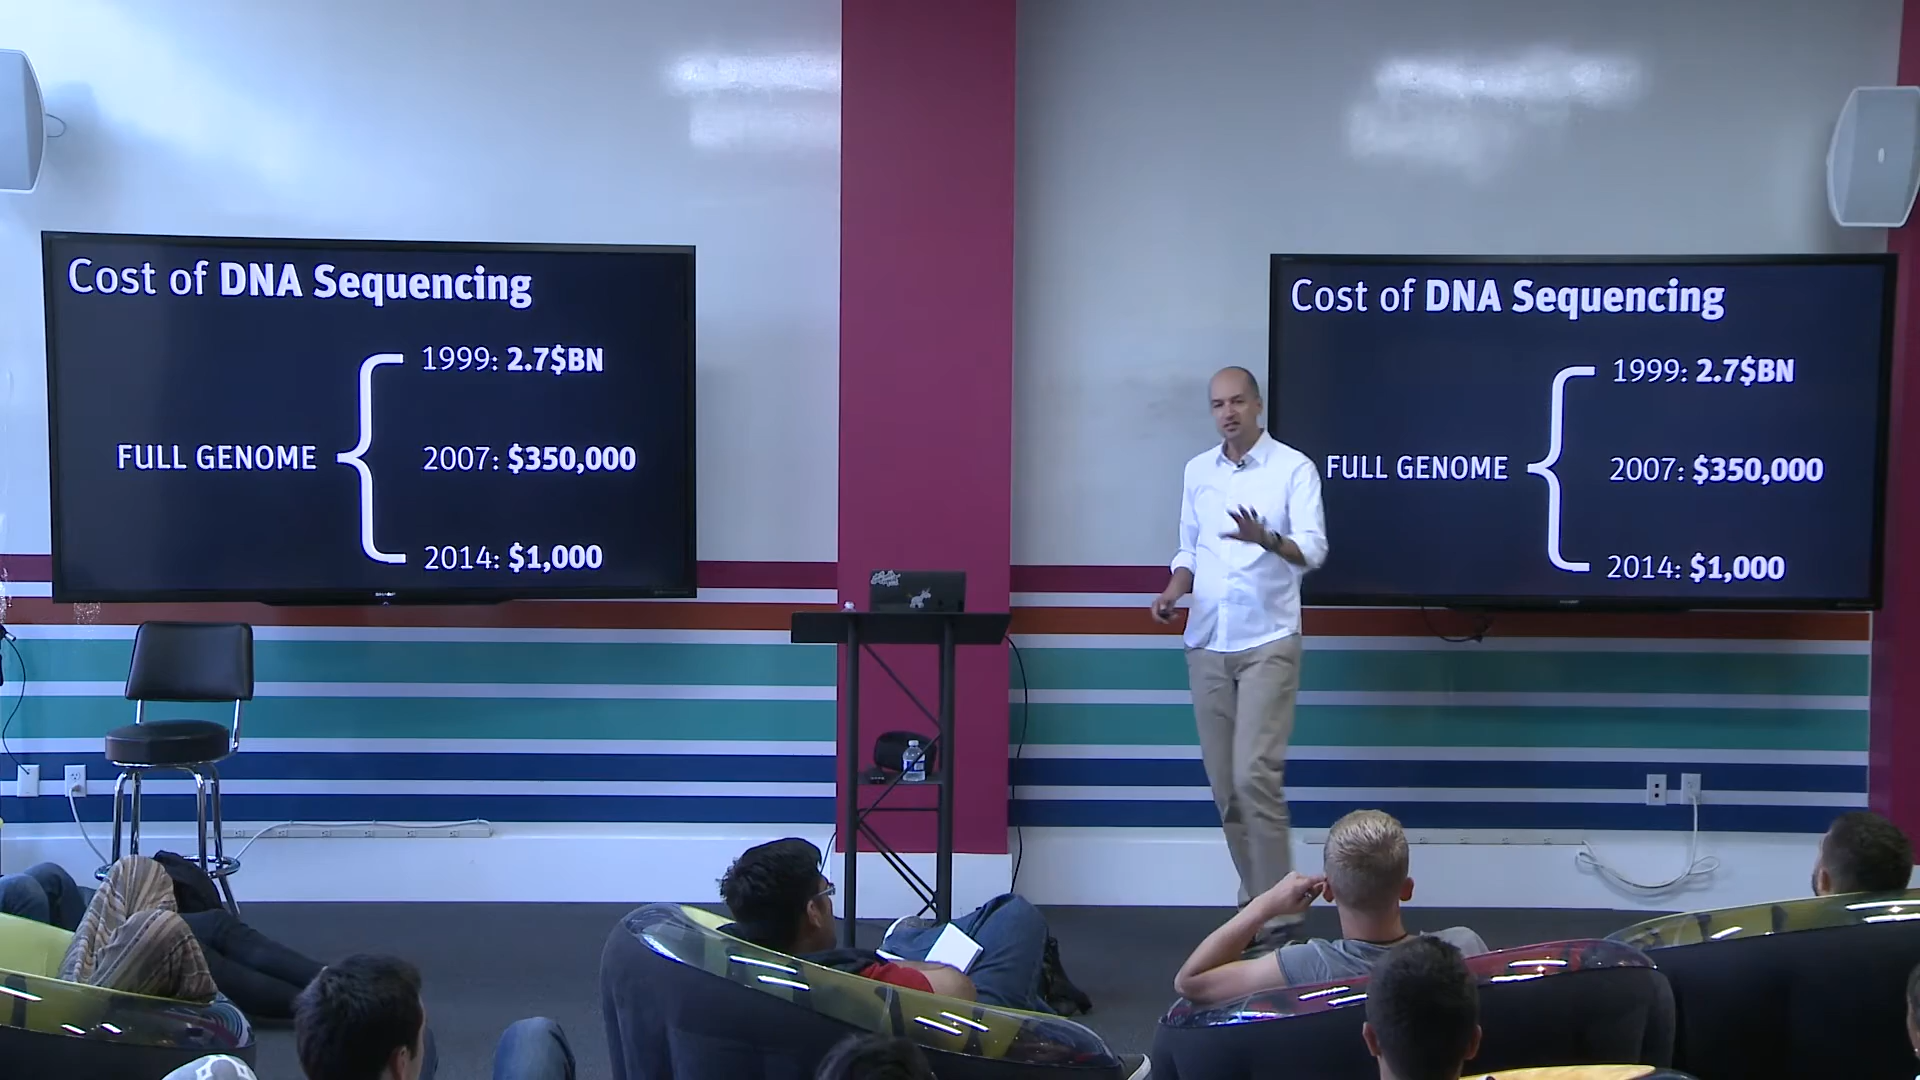 Cost of DNA Sequencing
FULL GENOME
1999: 2.7$BN
2007: $350,000
2014: $1,000
Cost of DNA Sequencing
FULL GENOME
1999: 2.7$BN
2007: $350,000
2014: $1,000